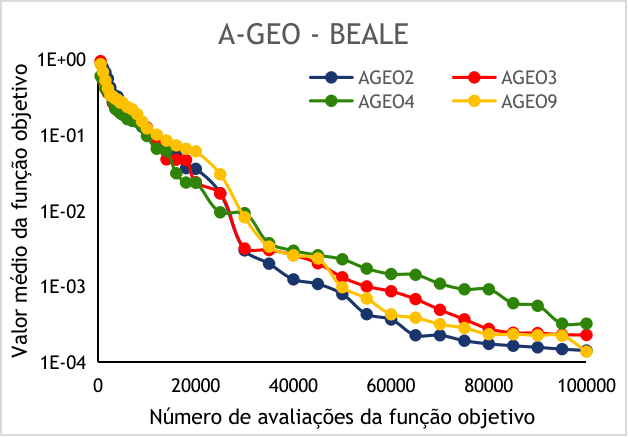 A-GEO - BEALE
AGEO2 AGEO3
AGEO4 AGEO9
Valor médio da função objetivo
1E+00
1E-01
1E-02
1E-03
1E-04
0 20000 40000 60000 80000 100000
Número de avaliações da função objetivo